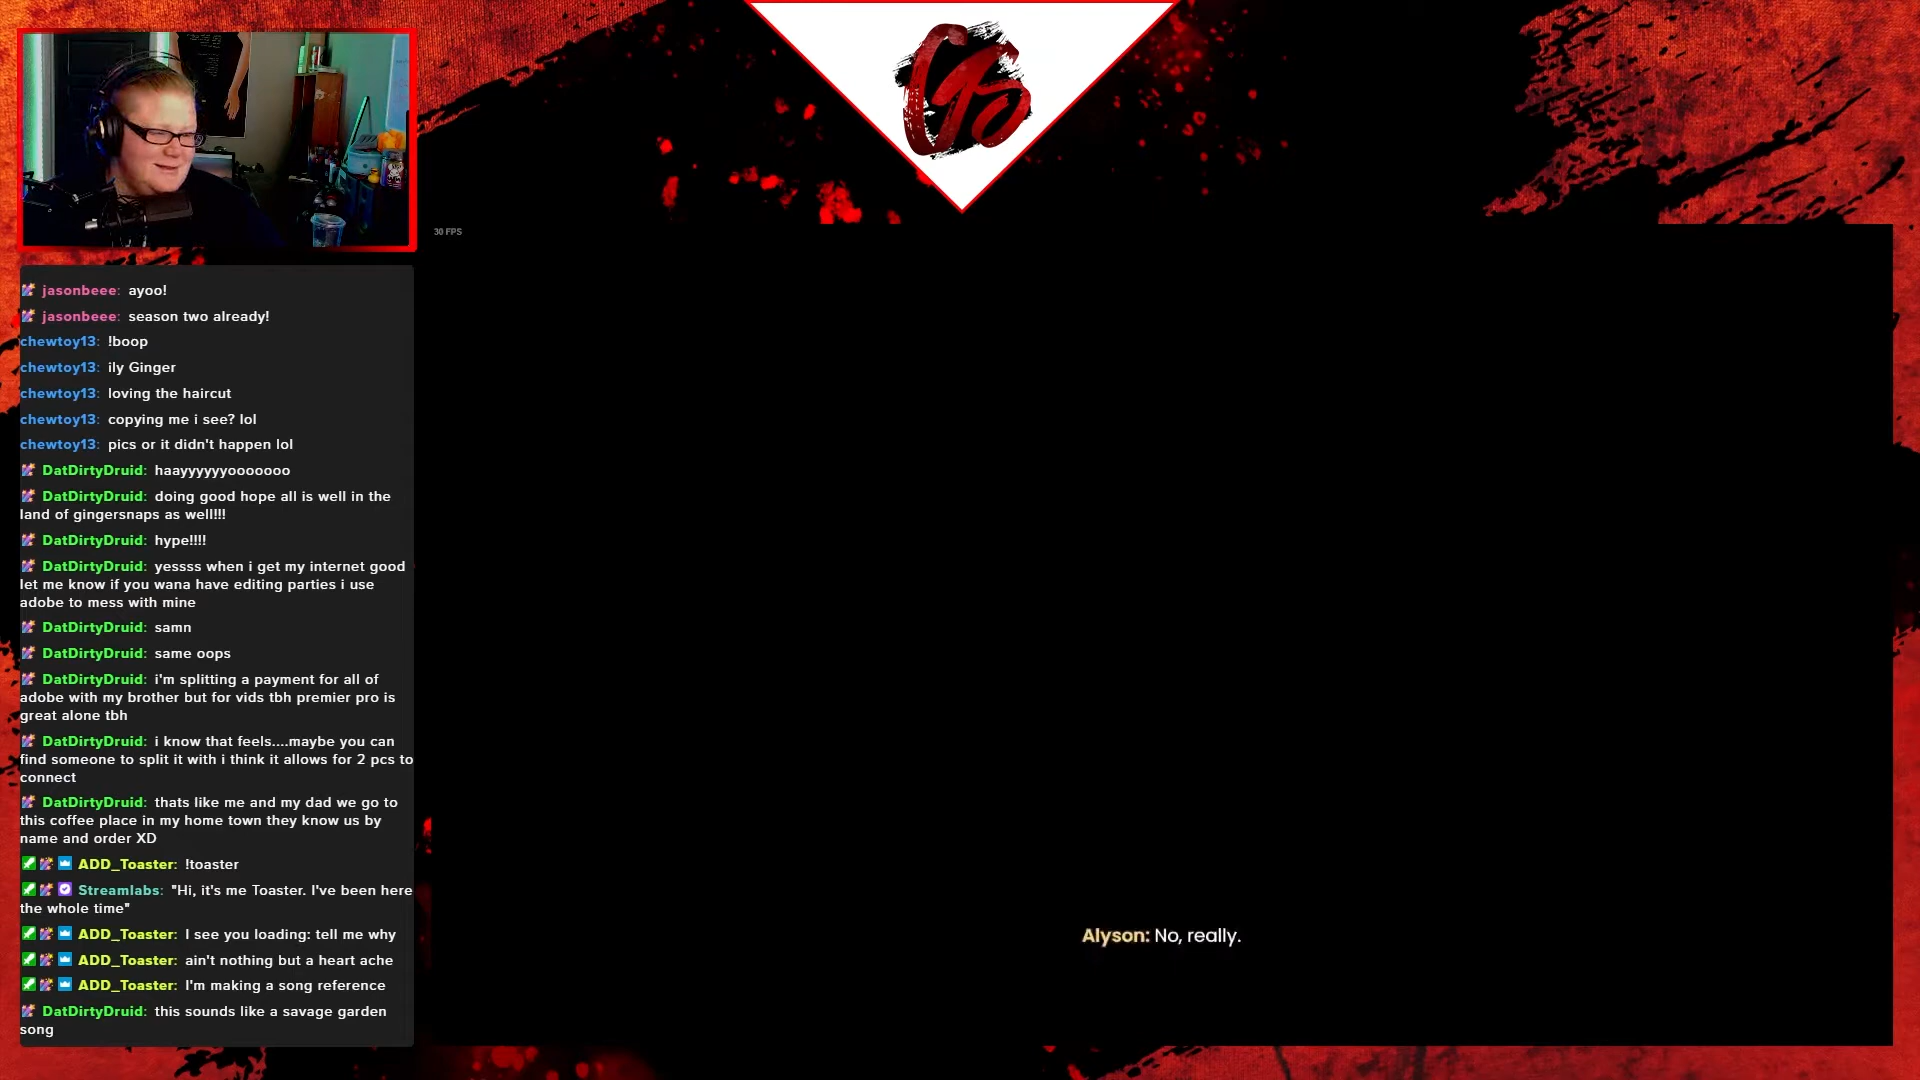 30 FPS
jasonbeee: ayoo!
jasonbeee: season two already!
chewtoy13: !boop
chewtoy13: ily Ginger
chewtoy13: loving the haircut
chewtoy13: copying me i see? lol
chewtoy13: pics or it didn't happen lol
DatDirtyDruid: haayyyyyyooooooo
DatDirtyDruid: doing good hope all is well in the
land of gingersnaps as well!!!
DatDirtyDruid: hype!!!!
DatDirtyDruid: yessss when i get my internet good
let me know if you wana have editing parties i use
adobe to mess with mine
DatDirtyDruid: samn
DatDirtyDruid: same oops
DatDirtyDruid: i'm splitting a payment for all of
adobe with my brother but for vids tbh premier pro is
great alone tbh
DatDirtyDruid: i know that feels....maybe you can
find someone to split it with i think it allows for 2 pcs to
connect
DatDirtyDruid: thats like me and my dad we go to
this coffee place in my home town they know us by
name and order XD
ADD_Toaster: !toaster
Streamlabs: "Hi, it's me Toaster. I've been here
the whole time"
ADD_Toaster: I see you loading: tell me why
ADD_Toaster: ain't nothing but a heart ache
ADD_Toaster: I'm making a song reference
DatDirtyDruid: this sounds like a savage garden
song
Alyson: No, really.